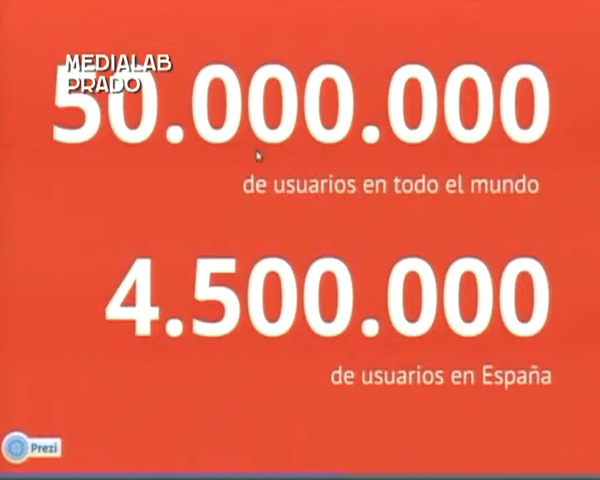 MEDIALAB
PRADO
50.000.000
de usuarios en todo el mundo
4.500.000
de usuarios en España
Prezi